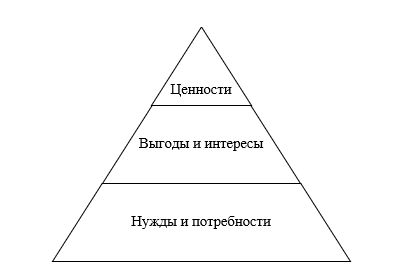 Ценности
Выгоды и интересы
Нужды и потребности